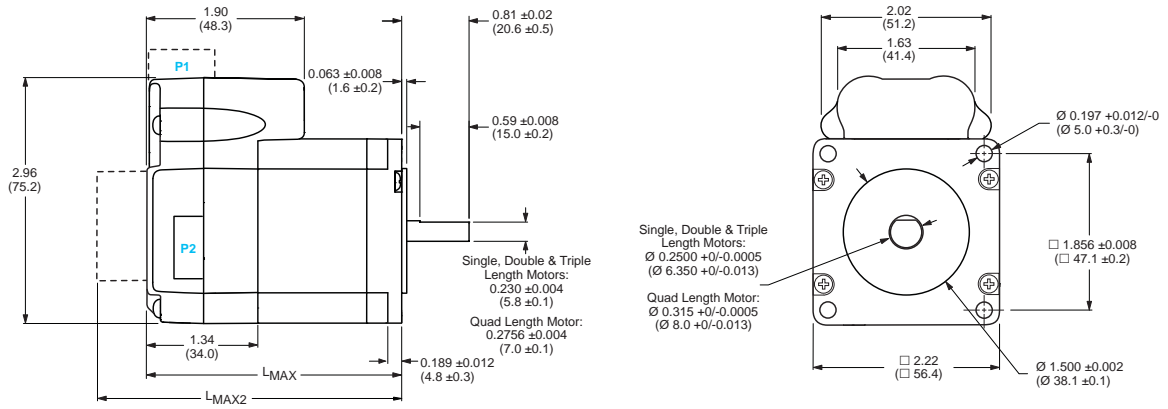 1.90
(48.3)
0.81 ±0.02
(20.6 ±0.5)
P1
0.063 ±0.008
(1.6 ±0.2)
0.59 ±0.008
(15.0 ±0.2)
2.96
(75.2)
P2
Single, Double & Triple
Length Motors:
0.230 ±0.004
(5.8 ±0.1)
Quad Length Motor:
0.2756 ±0.004
(7.0 ±0.1)
1.34
(34.0)
0.189 ±0.012
(4.8 ±0.3)
LMAX
LMAX2
2.02
(51.2)
1.63
(41.4)
Ø 0.197 +0.012/-0
(Ø 5.0 +0.3/-0)
Single, Double & Triple
Length Motors:
Ø 0.2500 +0/-0.0005
(Ø 6.350 +0/-0.013)
Quad Length Motor:
Ø 0.315 +0/-0.0005
(Ø 8.0 +0/-0.013)
□ 1.856 ±0.008
(□ 47.1 ±0.2)
□ 2.22
(□ 56.4)
Ø 1.500 ±0.002
(Ø 38.1 ±0.1)